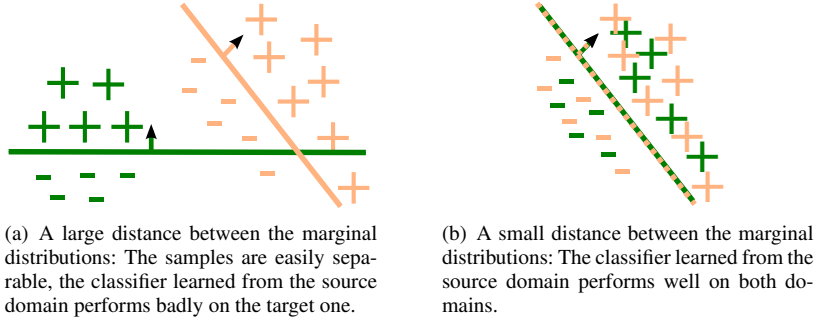 (a) A large distance between the marginal
distributions: The samples are easily sepa-
rable, the classifier learned from the source
domain performs badly on the target one.
(b) A small distance between the marginal
distributions: The classifier learned from the
source domain performs well on both do-
mains.